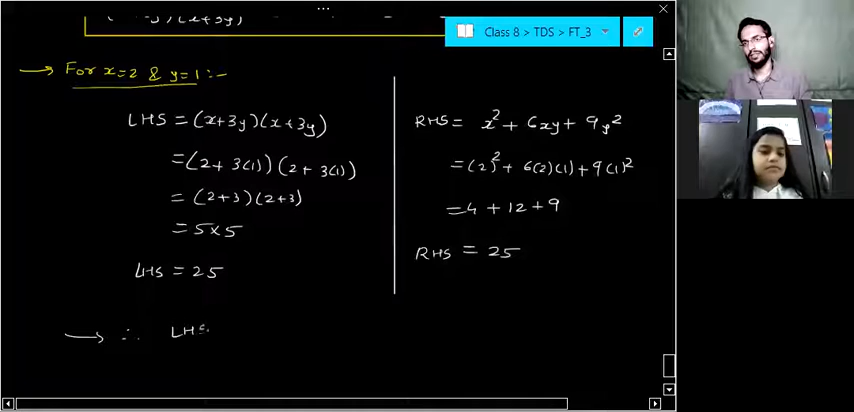 )(x+3y)
Class 8 > TDS > FT_3
→ For x=2 & y=1 :-
LHS = (x+3y)(x+3y)
= (2+3(1)) (2+3(1))
= (2+3) (2+3)
= 5×5
LHS = 25
RHS = x² + 6xy + 9y²
= (2)² + 6(2)(1) + 9(1)²
= 4 + 12 + 9
RHS = 25
→ ∴ LHS